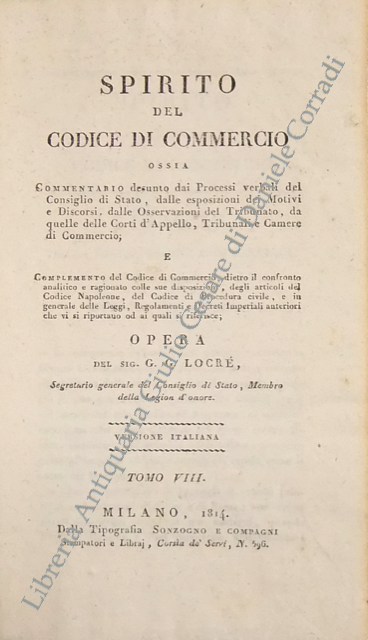 SPIRITO
DEL
CODICE DI COMMERCIO
OSSIA
COMMENTARIO desunto dai Processi verbali del
Consiglio di Stato, dalle esposizioni dei Motivi
e Discorsi, dalle Osservazioni del Tribunato, da
quelle delle Corti d'Appello, Tribunali e Camere
di Commercio;
E
COMPLEMENTO del Codice di Commercio, dietro il confronto
analitico e ragionato colle sue disposizioni, degli articoli del
Codice Napoleone, del Codice di Procedura civile, e in
generale delle Leggi, Regolamenti e Decreti Imperiali anteriori
che vi si riportano od ai quali si riferisce;
OPERA
DEL SIG. G. G. LOCRÉ,
Segretario generale del Consiglio di Stato, Membro
della Legion d'onore.
VERSIONE ITALIANA
TOMO VIII.
MILANO, 1814.
Dalla Tipografia SONZOGNO E COMPAGNI
Stampatori e Libraj, Corsia de' Servi, N. 596.
Libreria Antiquaria Giulio Cesare di Daniele Corradi